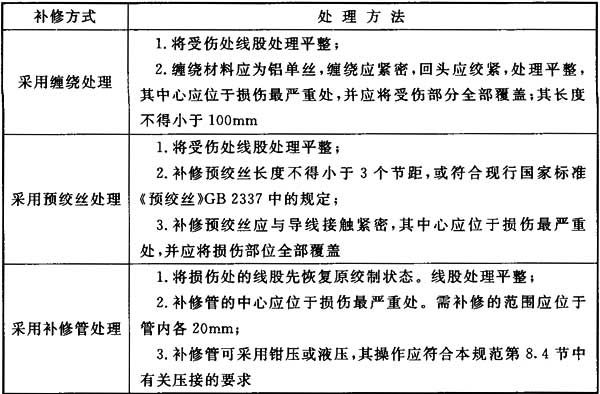 补修方式 处理方法
采用缠绕处理
1.将受伤处线股处理平整；
2.缠绕材料应为铝单丝，缠绕应紧密，回头应绞紧，处理平整，
其中心应位于损伤最严重处，并应将受伤部分全部覆盖；其长度
不得小于100mm
采用预绞丝处理
1.将受伤处线股处理平整；
2.补修预绞丝长度不得小于3个节距，或符合现行国家标准
《预绞丝》GB 2337中的规定；
3.补修预绞丝应与导线接触紧密，其中心应位于损伤最严重
处，并应将损伤部位全部覆盖
采用补修管处理
1.将损伤处的线股先恢复原绞制状态。线股处理平整；
2.补修管的中心应位于损伤最严重处。需补修的范围应位于
管内各20mm；
3.补修管可采用钳压或液压，其操作应符合本规范第8.4节中
有关压接的要求